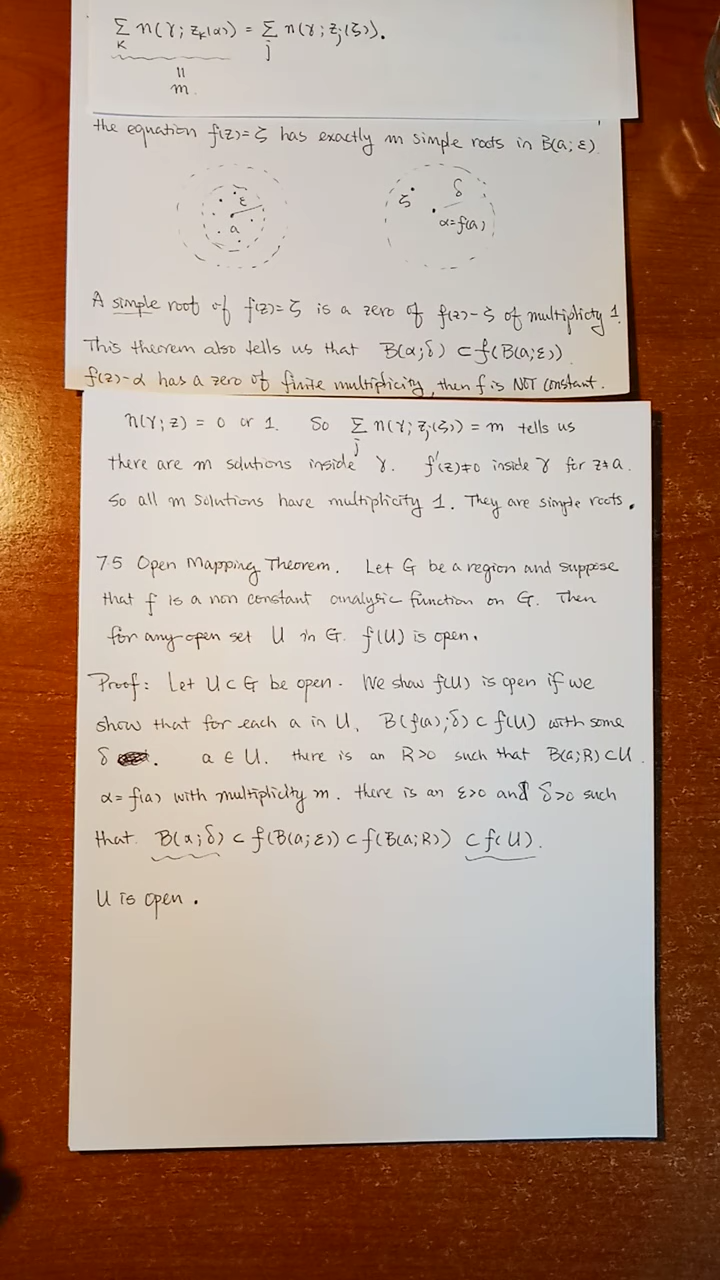 ∑ n(γ; z_k(α)) = ∑ n(γ; z_j(ζ)).
k j
||
m
the equation f(z) = ζ has exactly m simple roots in B(a; ε)
ε
a
ζ
δ
α = f(a)
A simple root of f(z) = ζ is a zero of f(z) - ζ of multiplicty 1.
This theorem also tells us that B(α; δ) ⊂ f(B(a; ε))
f(z) - α has a zero of finite multiplicity, then f is NOT constant.
n(γ; z) = 0 or 1. So ∑_j n(γ; z_j(ζ)) = m tells us
there are m solutions inside γ. f'(z) ≠ 0 inside γ for z ≠ a.
So all m solutions have multiplicity 1. They are simple roots.
7.5 Open Mapping Theorem. Let G be a region and suppose
that f is a non constant analytic function on G. Then
for any open set U in G. f(U) is open.
Proof: Let U ⊂ G be open. We show f(U) is open if we
show that for each a in U, B(f(a); δ) ⊂ f(U) with some
δ. a ∈ U. there is an R > 0 such that B(a; R) ⊂ U.
α = f(a) with multiplicity m. there is an ε > 0 and δ > 0 such
that B(α; δ) ⊂ f(B(a; ε)) ⊂ f(B(a; R)) ⊂ f(U).
U is open.